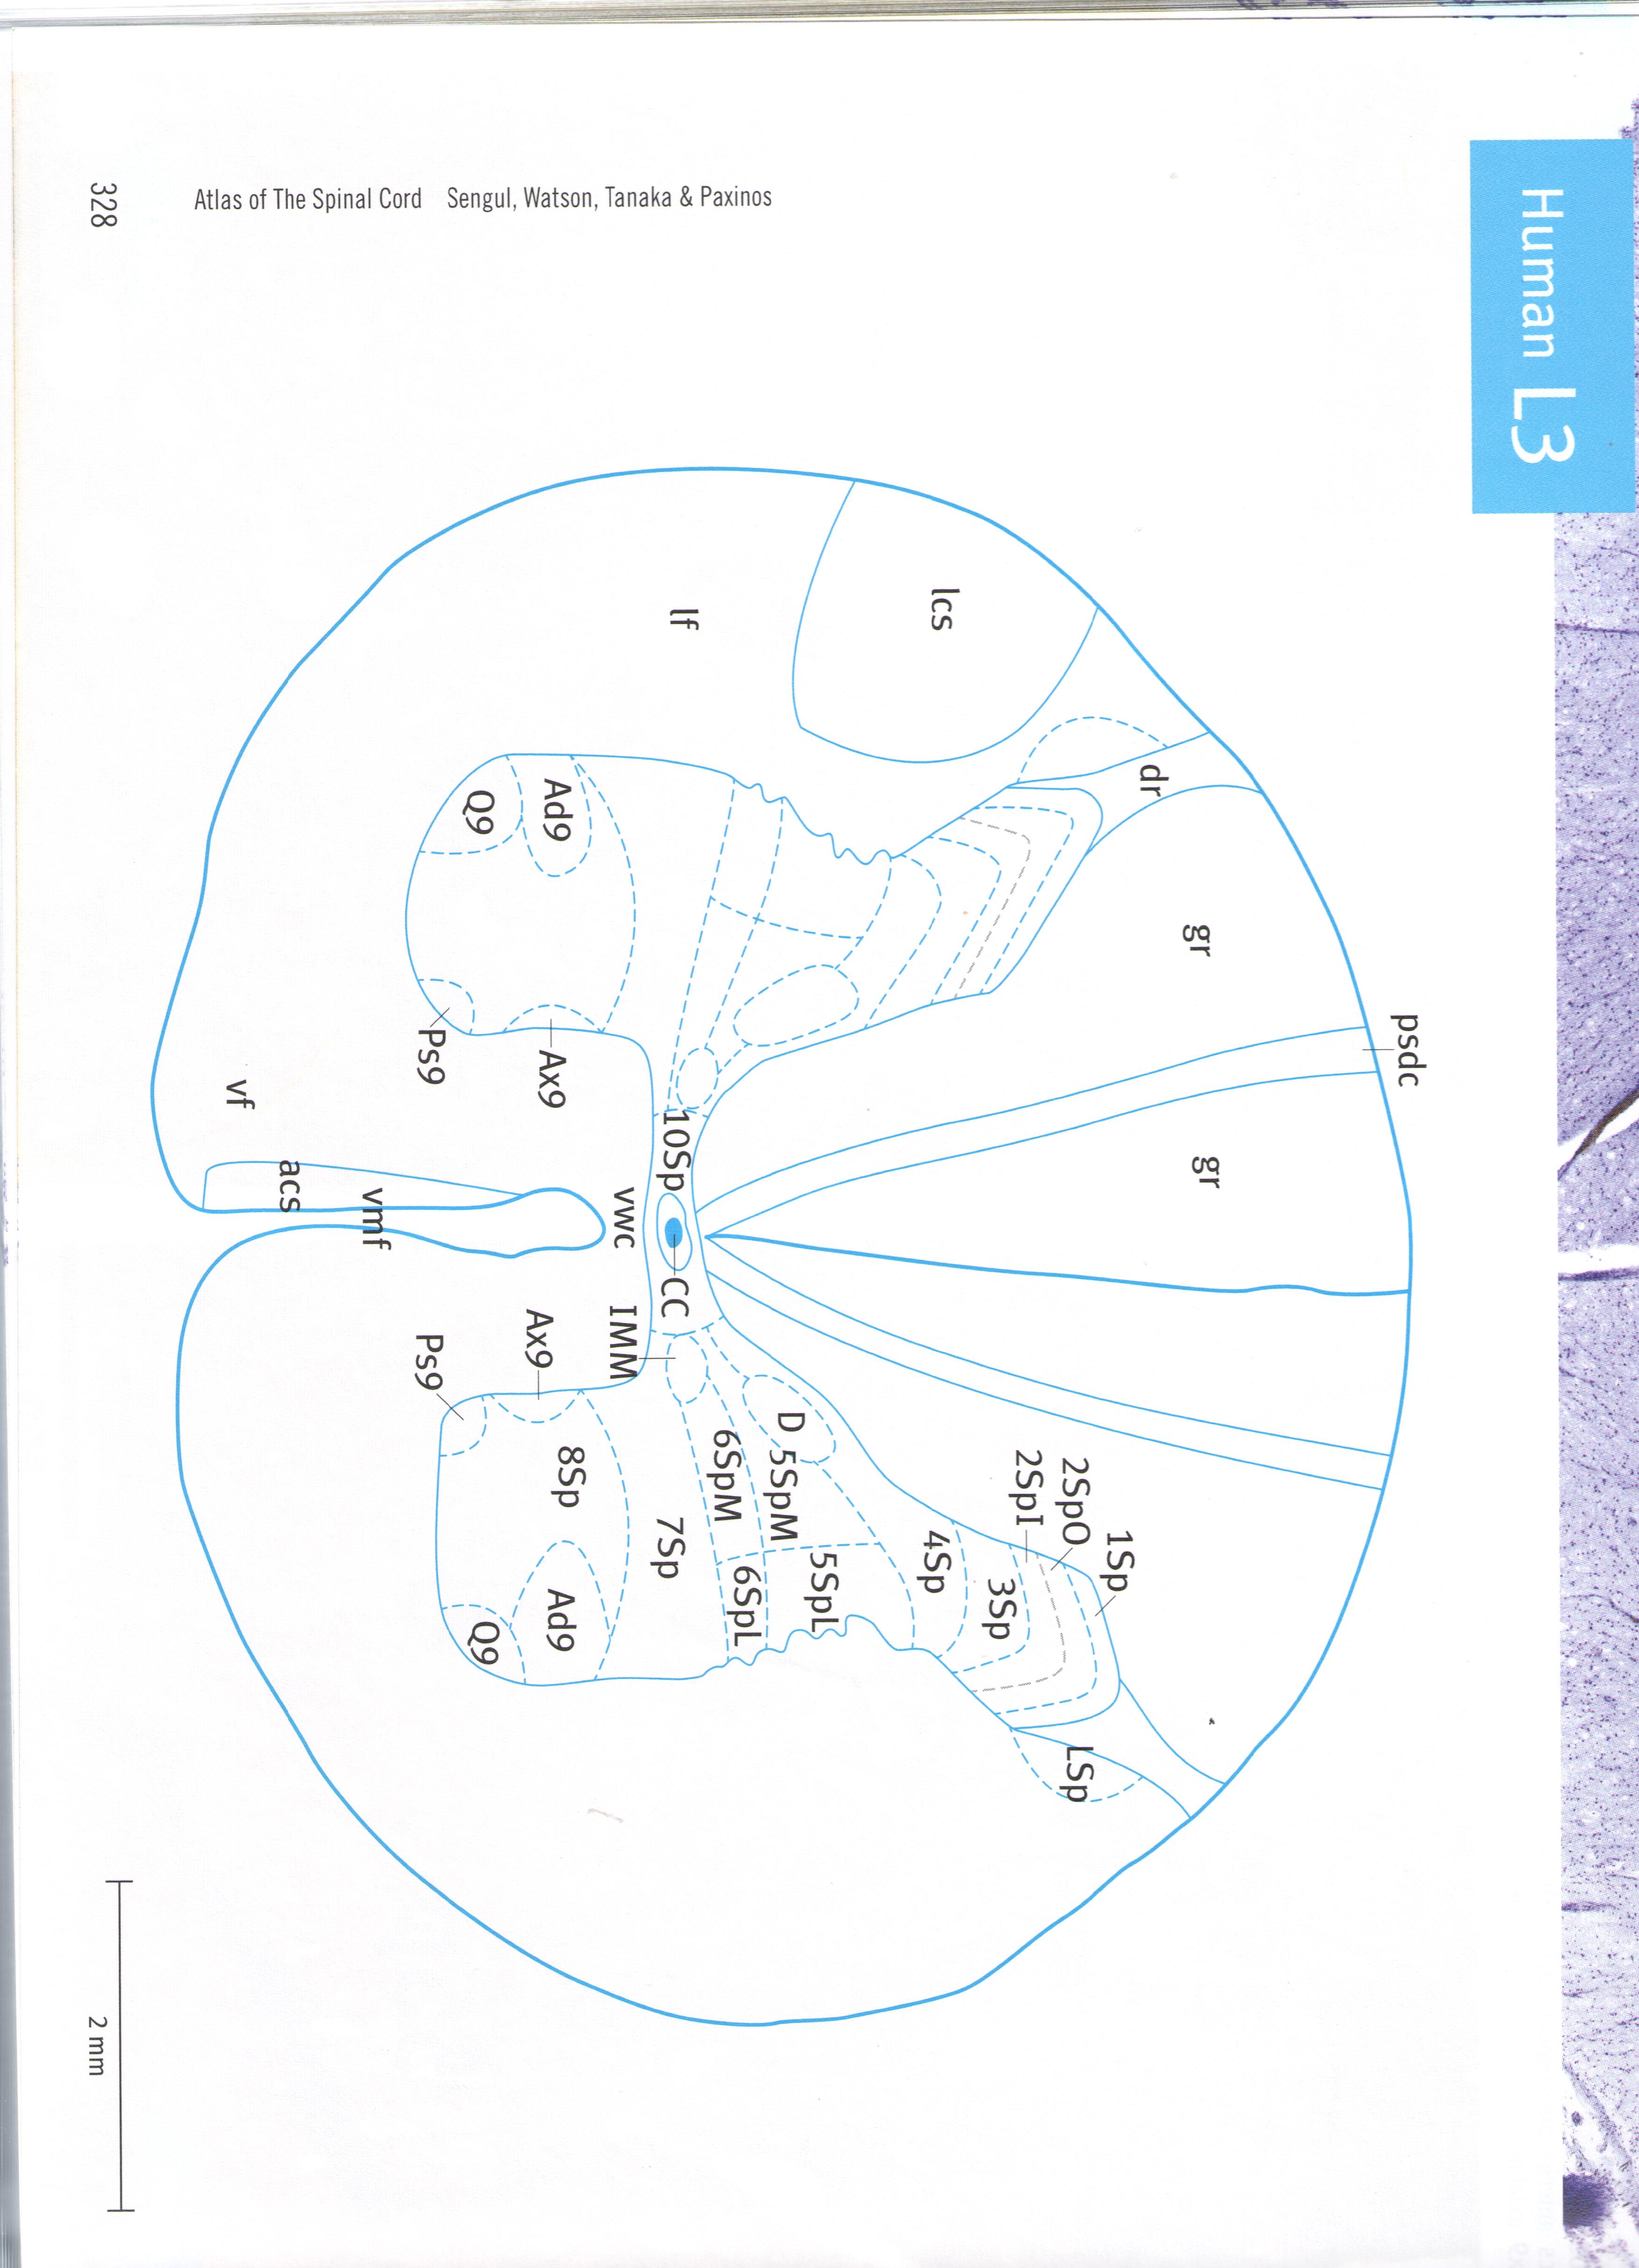 Human L3
psdc
gr
gr
dr
lcs
lf
1Sp
2SpO
2SpI
3Sp
4Sp
LSp
D
5SpM
5SpL
6SpM
6SpL
10Sp
CC
IMM
vwc
7Sp
8Sp
Ad9
Ax9
Ax9
Ad9
Q9
Ps9
Ps9
Q9
vmf
acs
vf
2 mm
328
Atlas of The Spinal Cord Sengul, Watson, Tanaka & Paxinos